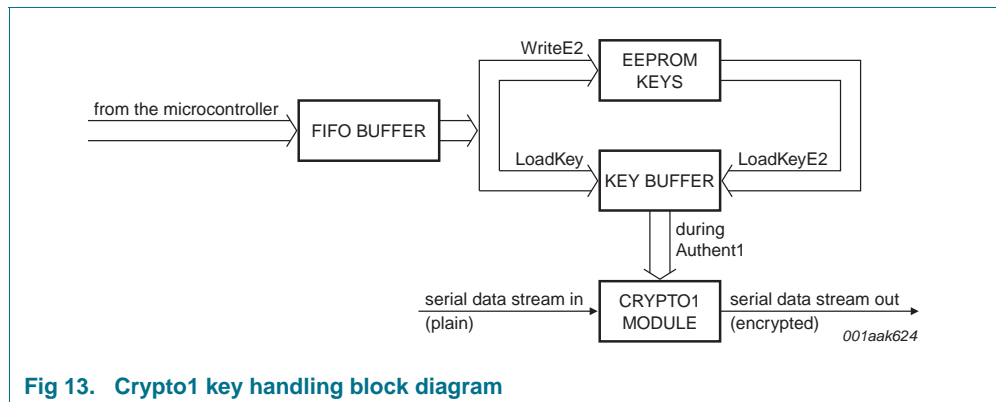 WriteE2
EEPROM
KEYS
from the microcontroller
FIFO BUFFER
LoadKey
LoadKeyE2
KEY BUFFER
during
Authent1
serial data stream in
(plain)
CRYPTO1
MODULE
serial data stream out
(encrypted)
001aak624
Fig 13. Crypto1 key handling block diagram